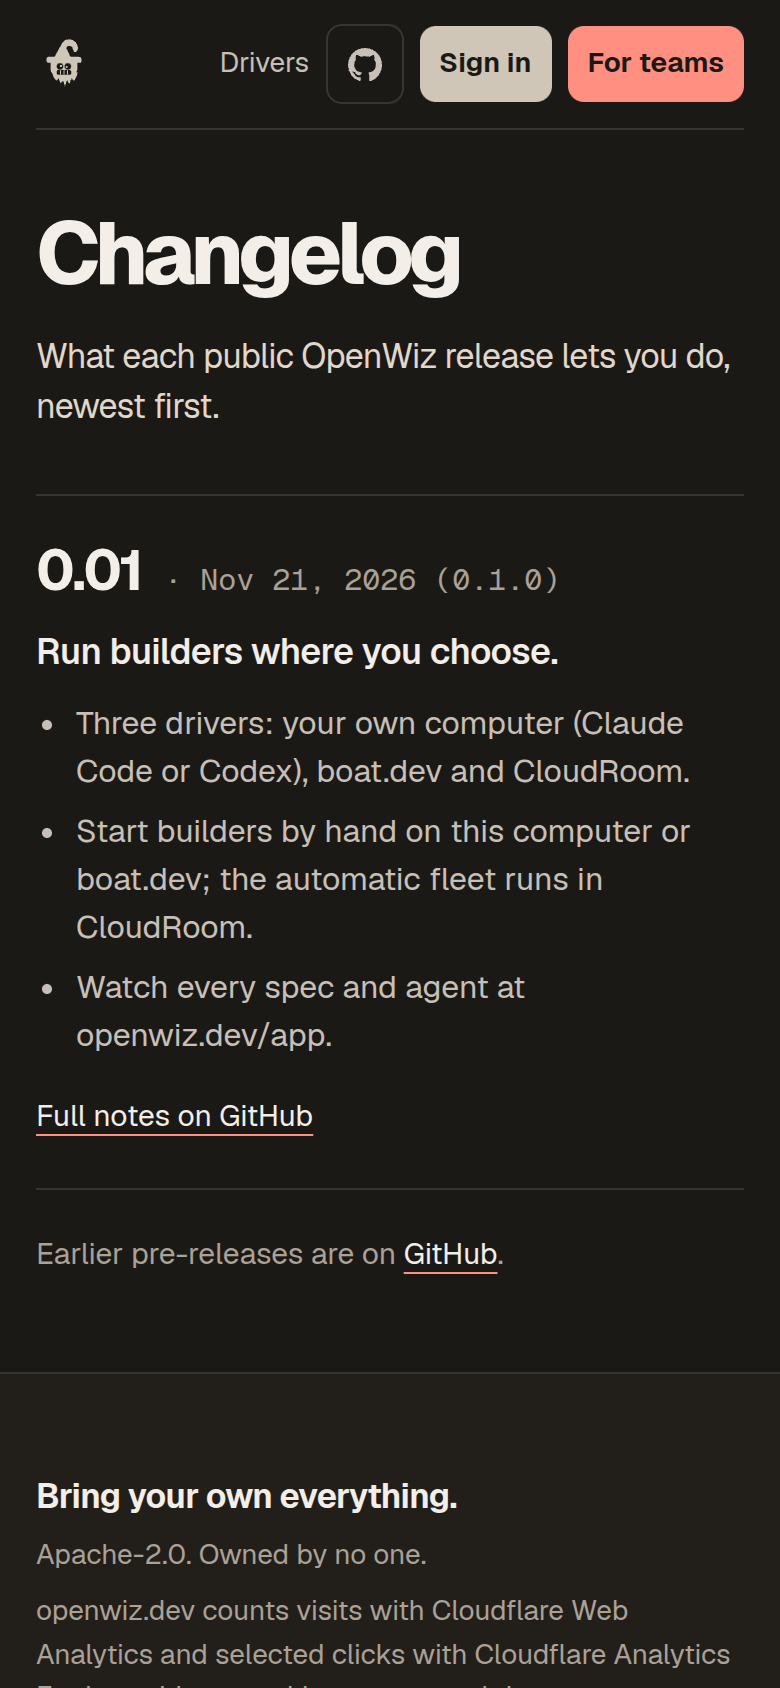 Drivers
Sign in
For teams
Changelog
What each public OpenWiz release lets you do,
newest first.
0.01 · Nov 21, 2026 (0.1.0)
Run builders where you choose.
• Three drivers: your own computer (Claude
Code or Codex), boat.dev and CloudRoom.
• Start builders by hand on this computer or
boat.dev; the automatic fleet runs in
CloudRoom.
• Watch every spec and agent at
openwiz.dev/app.
Full notes on GitHub
Earlier pre-releases are on GitHub.
Bring your own everything.
Apache-2.0. Owned by no one.
openwiz.dev counts visits with Cloudflare Web
Analytics and selected clicks with Cloudflare Analytics